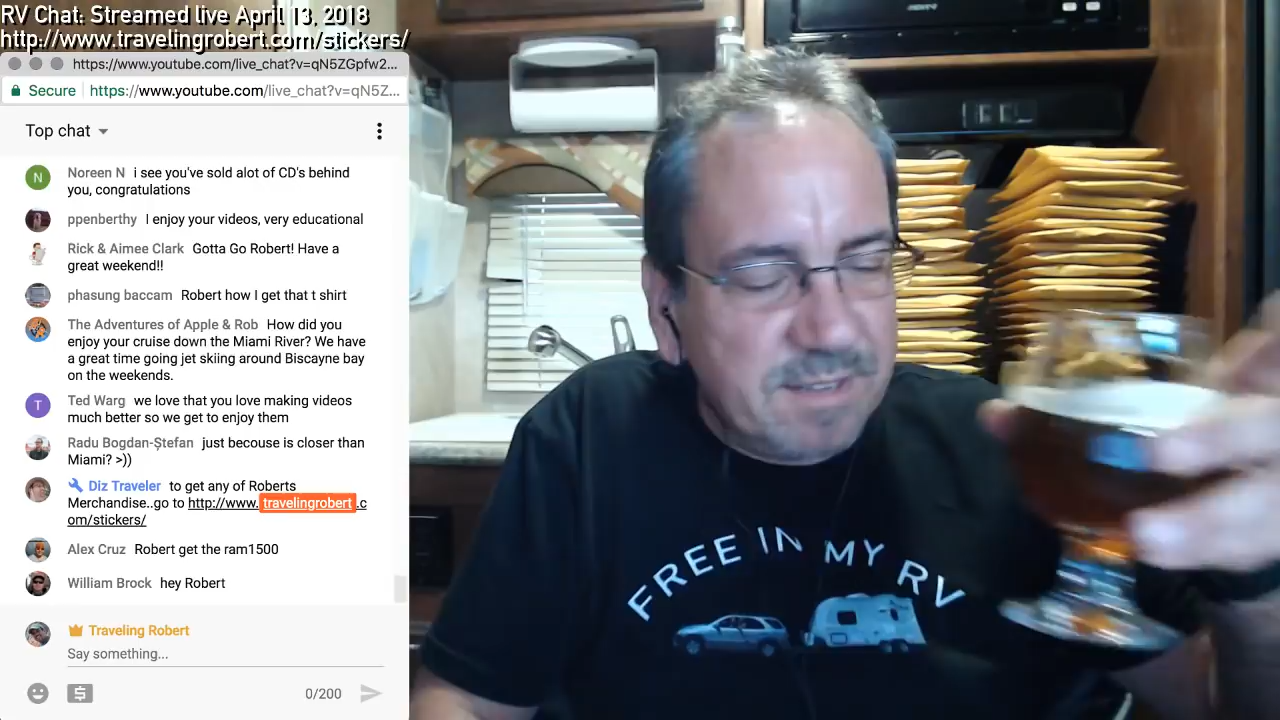 RV Chat: Streamed live April 13, 2018
http://www.travelingrobert.com/stickers/
https://www.youtube.com/live_chat?v=qN5ZGpfw2...
Secure https://www.youtube.com/live_chat?v=qN5Z...
Top chat
Noreen N i see you've sold alot of CD's behind
you, congratulations
ppenberthy I enjoy your videos, very educational
Rick & Aimee Clark Gotta Go Robert! Have a
great weekend!!
phasung baccam Robert how I get that t shirt
The Adventures of Apple & Rob How did you
enjoy your cruise down the Miami River? We have
a great time going jet skiing around Biscayne bay
on the weekends.
Ted Warg we love that you love making videos
much better so we get to enjoy them
Radu Bogdan-Ștefan just becouse is closer than
Miami? >))
Diz Traveler to get any of Roberts
Merchandise..go to http://www.travelingrobert.c
om/stickers/
Alex Cruz Robert get the ram1500
William Brock hey Robert
Traveling Robert
Say something...
0/200
N
T
SONY
FREE IN MY RV